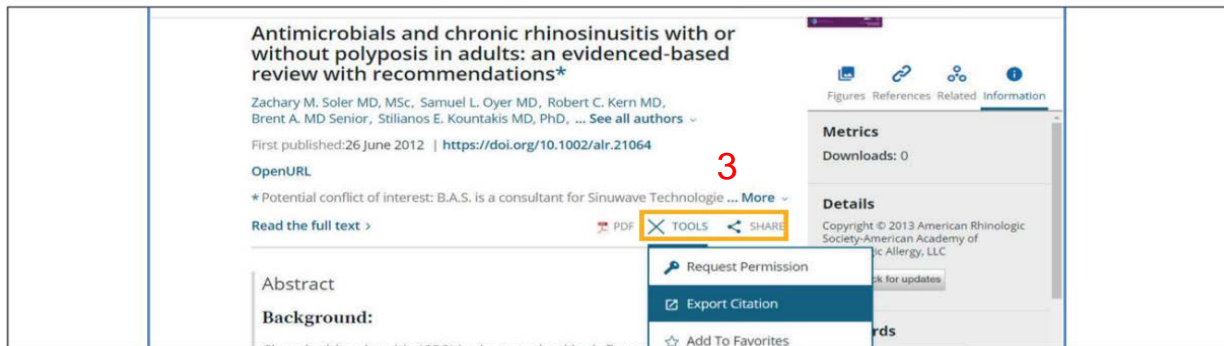 Antimicrobials and chronic rhinosinusitis with or
without polyposis in adults: an evidenced-based
review with recommendations*
Zachary M. Soler MD, MSc, Samuel L. Oyer MD, Robert C. Kern MD,
Brent A. MD Senior, Stilianos E. Kountakis MD, PhD, ... See all authors
First published:26 June 2012 | https://doi.org/10.1002/alr.21064
OpenURL
* Potential conflict of interest: B.A.S. is a consultant for Sinuwave Technologie ... More
3
Read the full text >
PDF TOOLS SHARE
Request Permission
Export Citation
Add To Favorites
Abstract
Background:
Figures References Related Information
Metrics
Downloads: 0
Details
Copyright © 2013 American Rhinologic
Society-American Academy of
Allergy, LLC
for updates